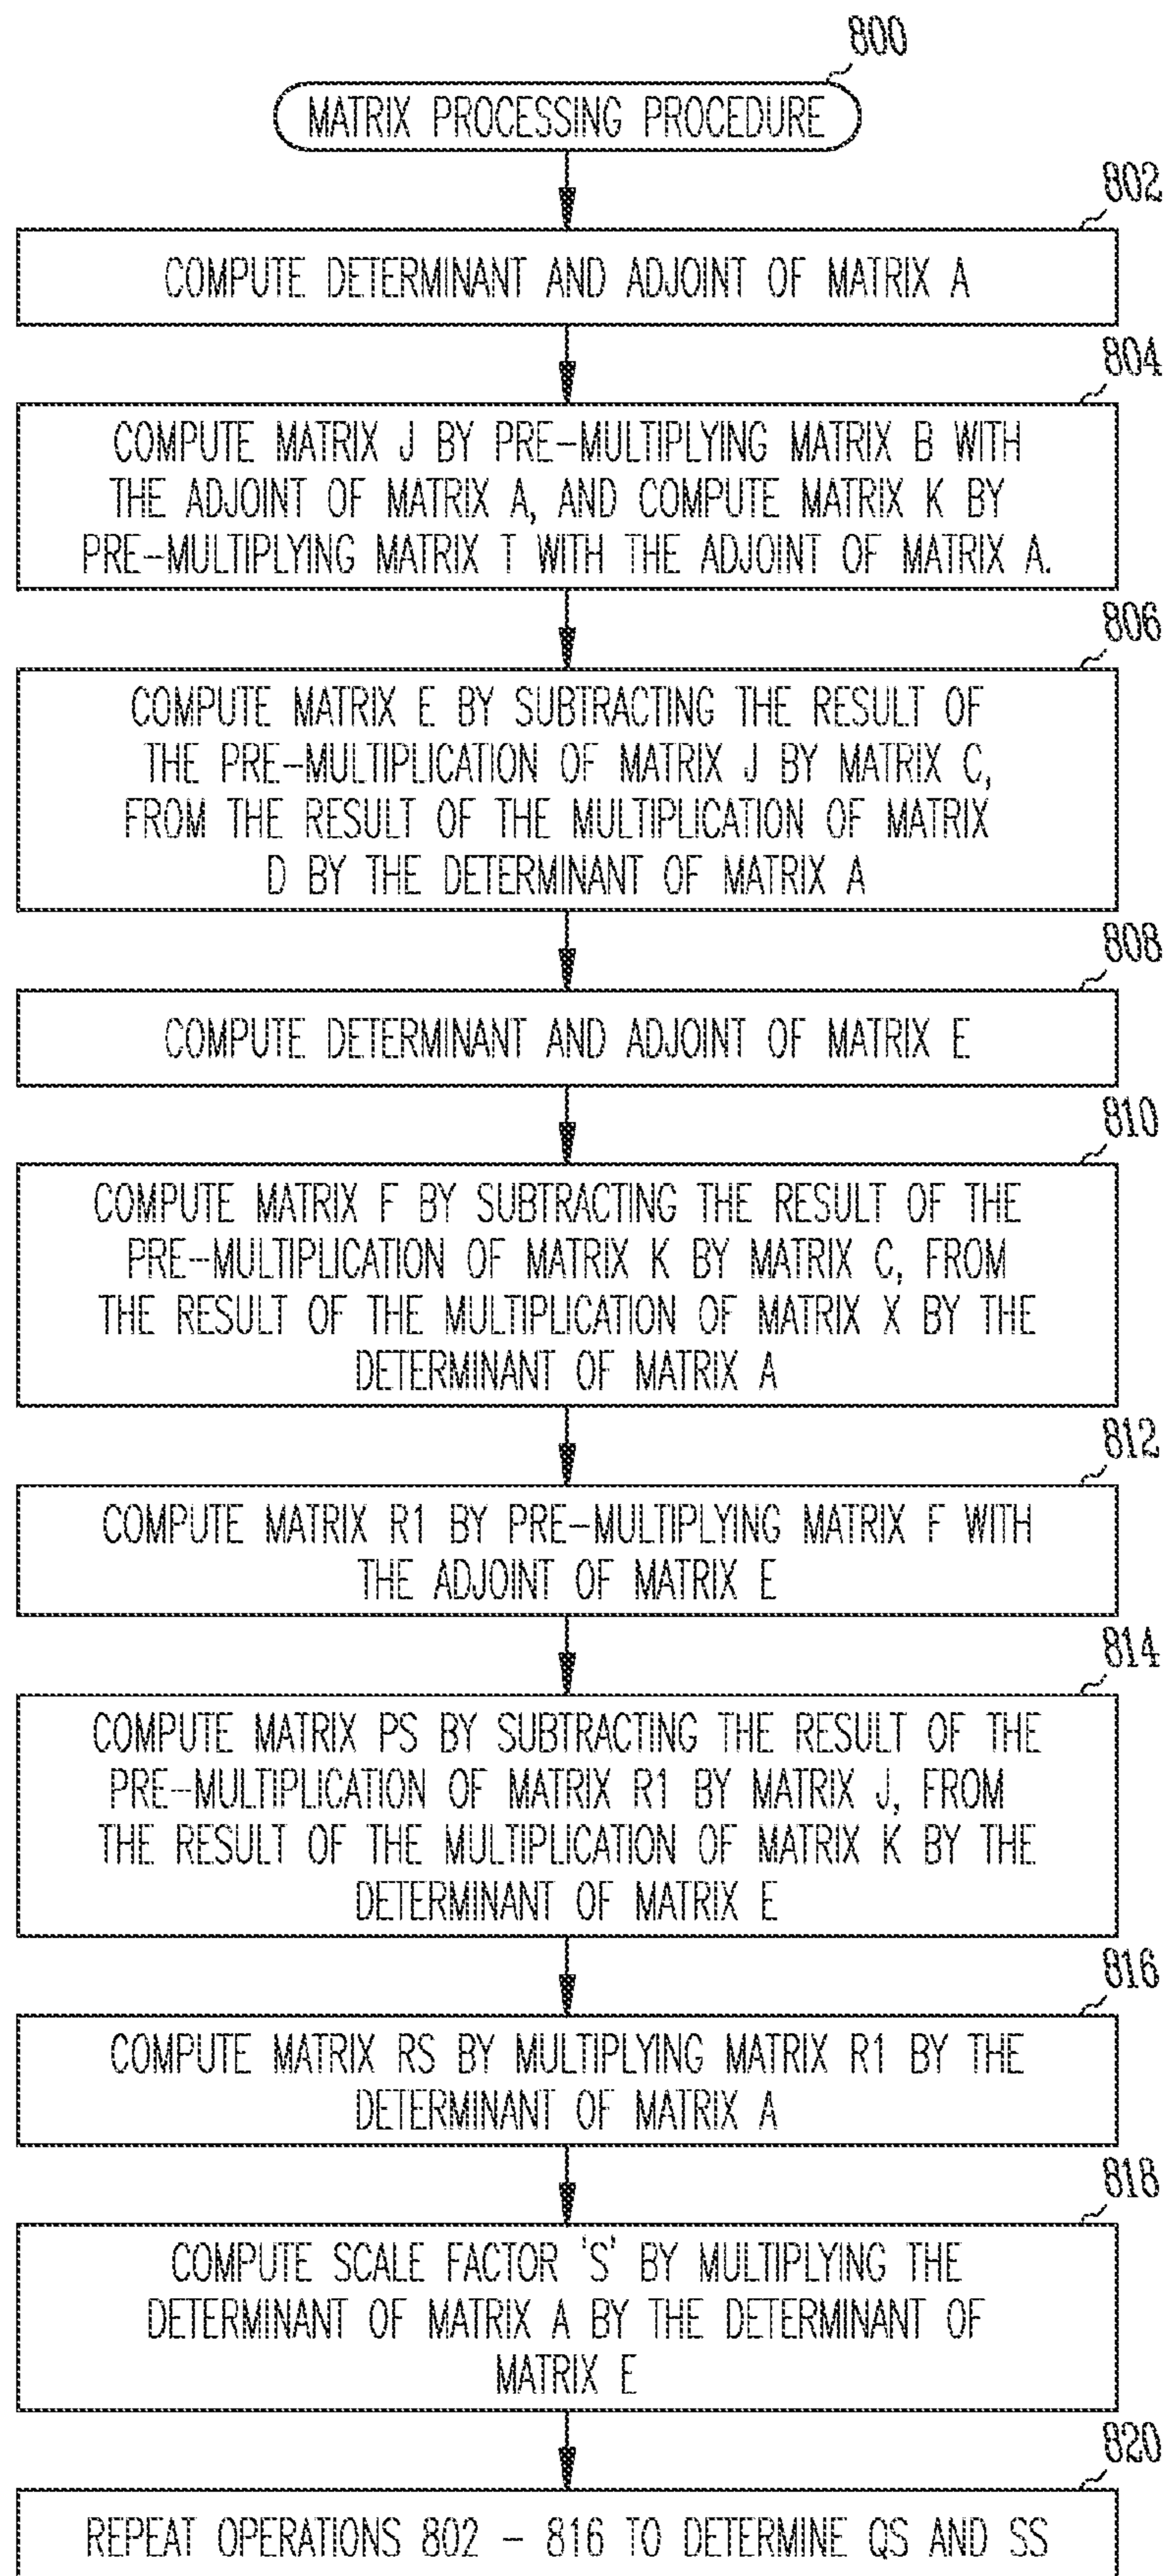 800
MATRIX PROCESSING PROCEDURE
802
COMPUTE DETERMINANT AND ADJOINT OF MATRIX A
804
COMPUTE MATRIX J BY PRE-MULTIPLYING MATRIX B WITH
THE ADJOINT OF MATRIX A, AND COMPUTE MATRIX K BY
PRE-MULTIPLYING MATRIX T WITH THE ADJOINT OF MATRIX A.
806
COMPUTE MATRIX E BY SUBTRACTING THE RESULT OF
THE PRE-MULTIPLICATION OF MATRIX J BY MATRIX C,
FROM THE RESULT OF THE MULTIPLICATION OF MATRIX
D BY THE DETERMINANT OF MATRIX A
808
COMPUTE DETERMINANT AND ADJOINT OF MATRIX E
810
COMPUTE MATRIX F BY SUBTRACTING THE RESULT OF THE
PRE-MULTIPLICATION OF MATRIX K BY MATRIX C, FROM
THE RESULT OF THE MULTIPLICATION OF MATRIX X BY THE
DETERMINANT OF MATRIX A
812
COMPUTE MATRIX R1 BY PRE-MULTIPLYING MATRIX F WITH
THE ADJOINT OF MATRIX E
814
COMPUTE MATRIX PS BY SUBTRACTING THE RESULT OF THE
PRE-MULTIPLICATION OF MATRIX R1 BY MATRIX J, FROM
THE RESULT OF THE MULTIPLICATION OF MATRIX K BY THE
DETERMINANT OF MATRIX E
816
COMPUTE MATRIX RS BY MULTIPLYING MATRIX R1 BY THE
DETERMINANT OF MATRIX A
818
COMPUTE SCALE FACTOR 'S' BY MULTIPLYING THE
DETERMINANT OF MATRIX A BY THE DETERMINANT OF
MATRIX E
820
REPEAT OPERATIONS 802 - 816 TO DETERMINE QS AND SS